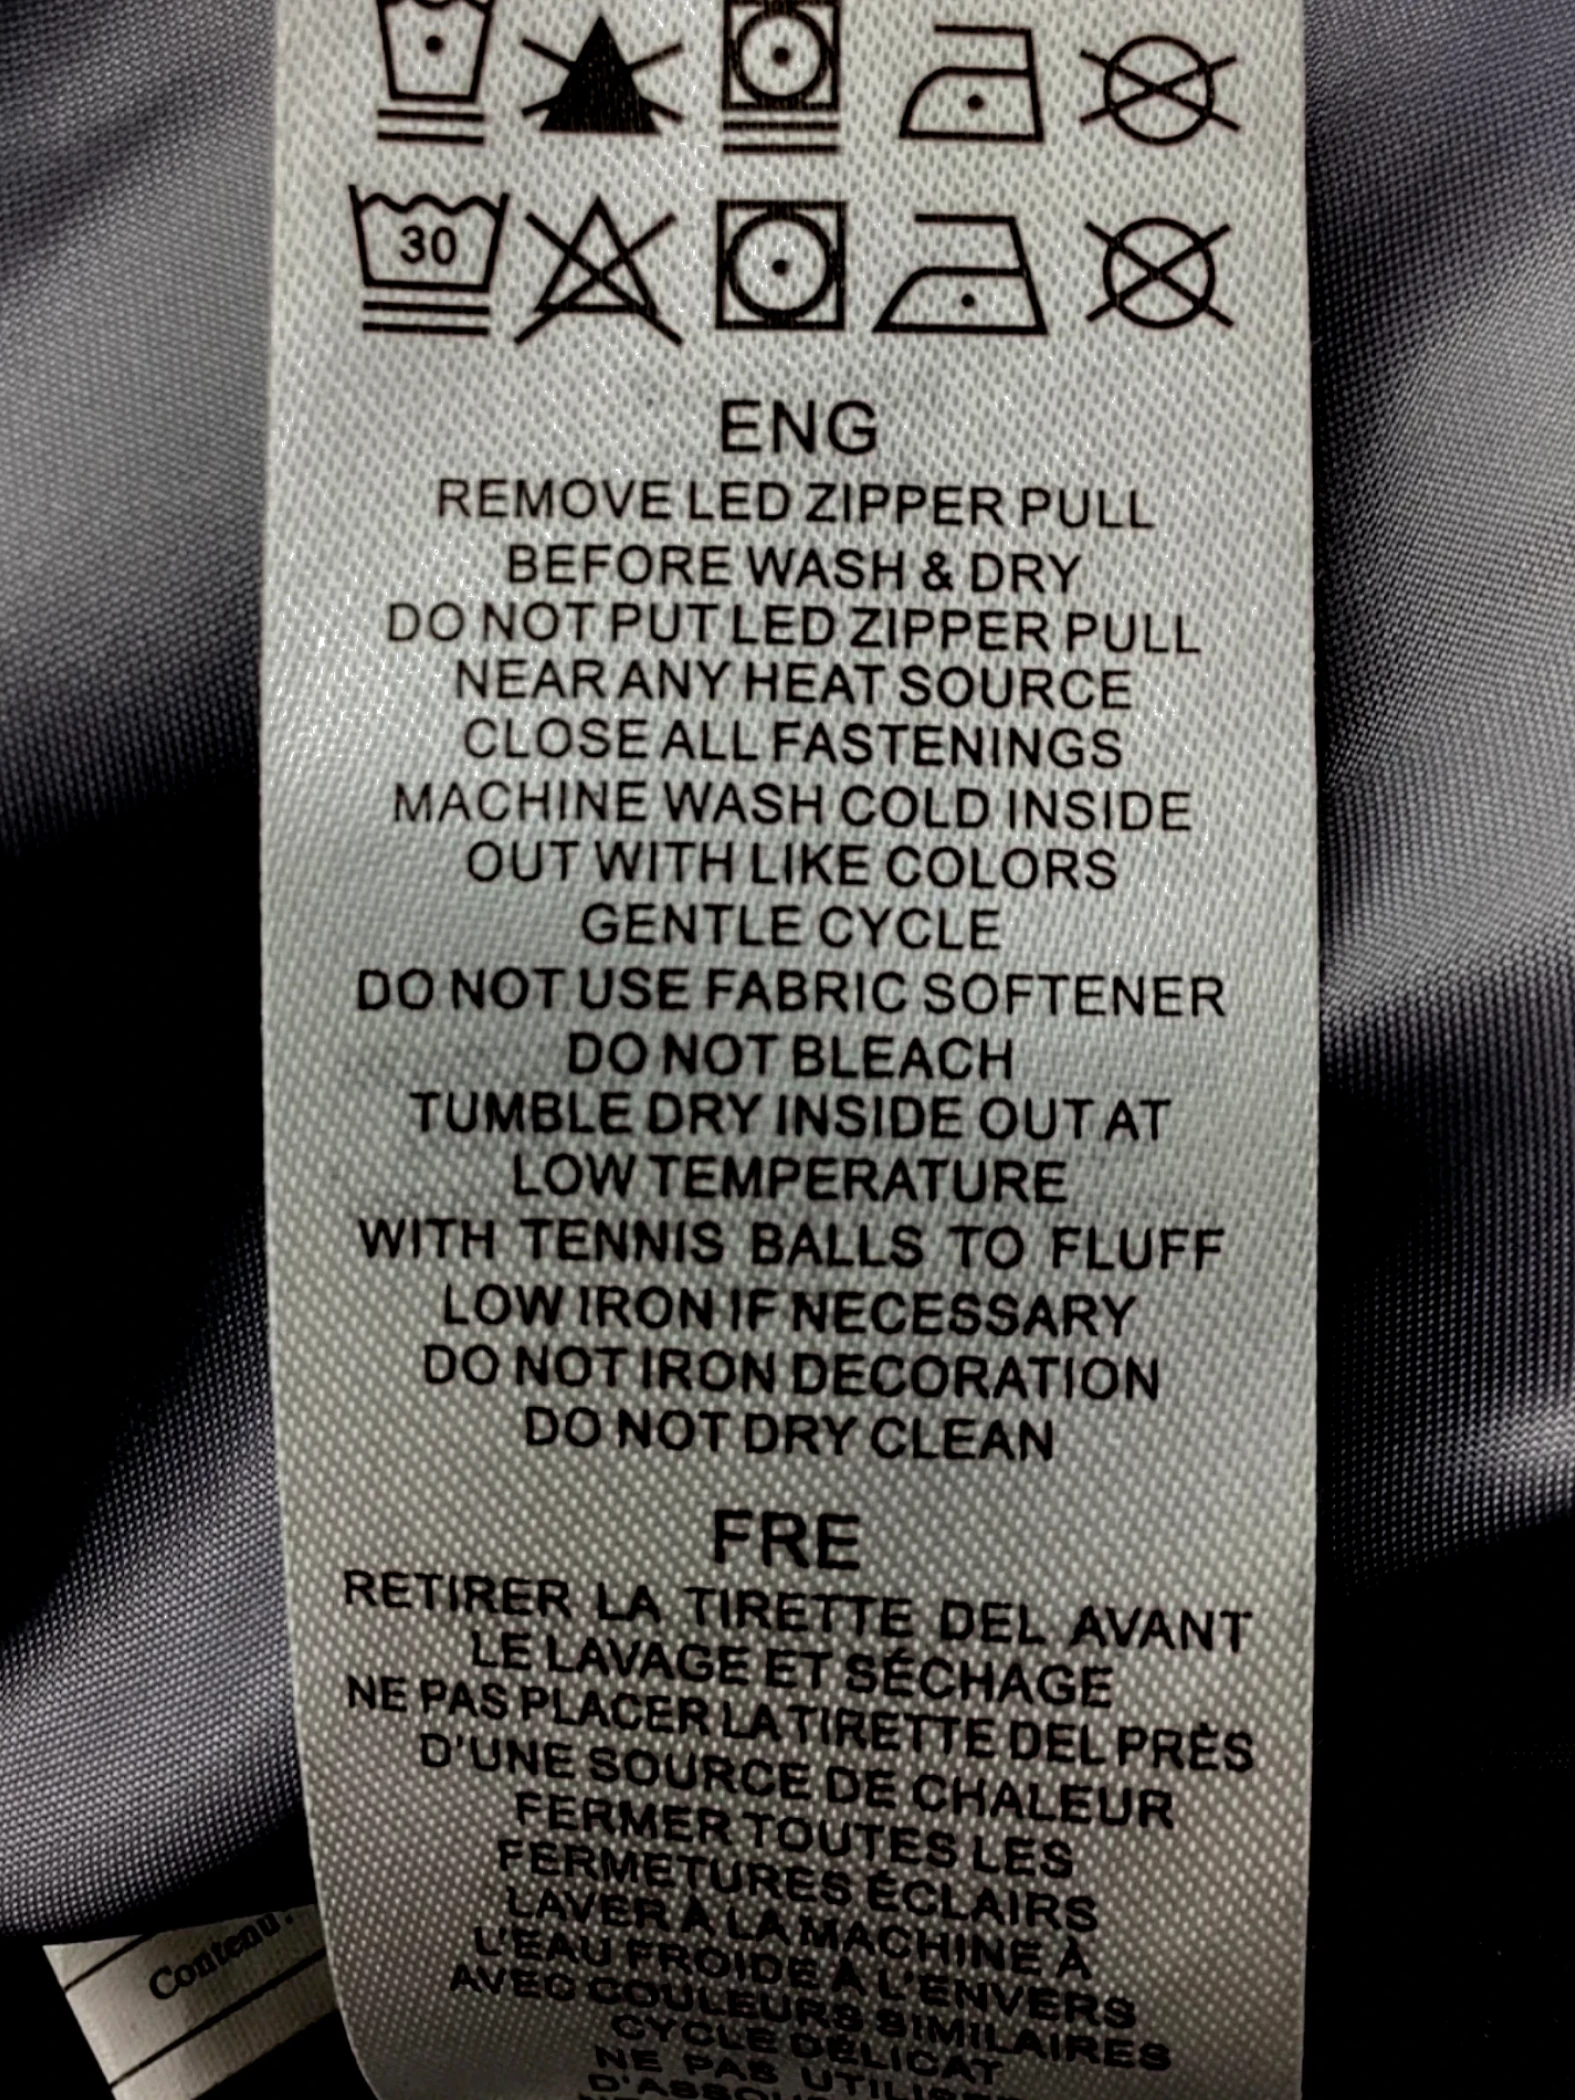 30
ENG
REMOVE LED ZIPPER PULL
BEFORE WASH & DRY
DO NOT PUT LED ZIPPER PULL
NEAR ANY HEAT SOURCE
CLOSE ALL FASTENINGS
MACHINE WASH COLD INSIDE
OUT WITH LIKE COLORS
GENTLE CYCLE
DO NOT USE FABRIC SOFTENER
DO NOT BLEACH
TUMBLE DRY INSIDE OUT AT
LOW TEMPERATURE
WITH TENNIS BALLS TO FLUFF
LOW IRON IF NECESSARY
DO NOT IRON DECORATION
DO NOT DRY CLEAN
FRE
RETIRER LA TIRETTE DEL AVANT
LE LAVAGE ET SÉCHAGE
NE PAS PLACER LA TIRETTE DEL PRÈS
D'UNE SOURCE DE CHALEUR
FERMER TOUTES LES
FERMETURES ÉCLAIRS
LAVER À LA MACHINE À
L'EAU FROIDE À L'ENVERS
AVEC COULEURS SIMILAIRES
CYCLE DÉLICAT
NE PAS
Contenu: